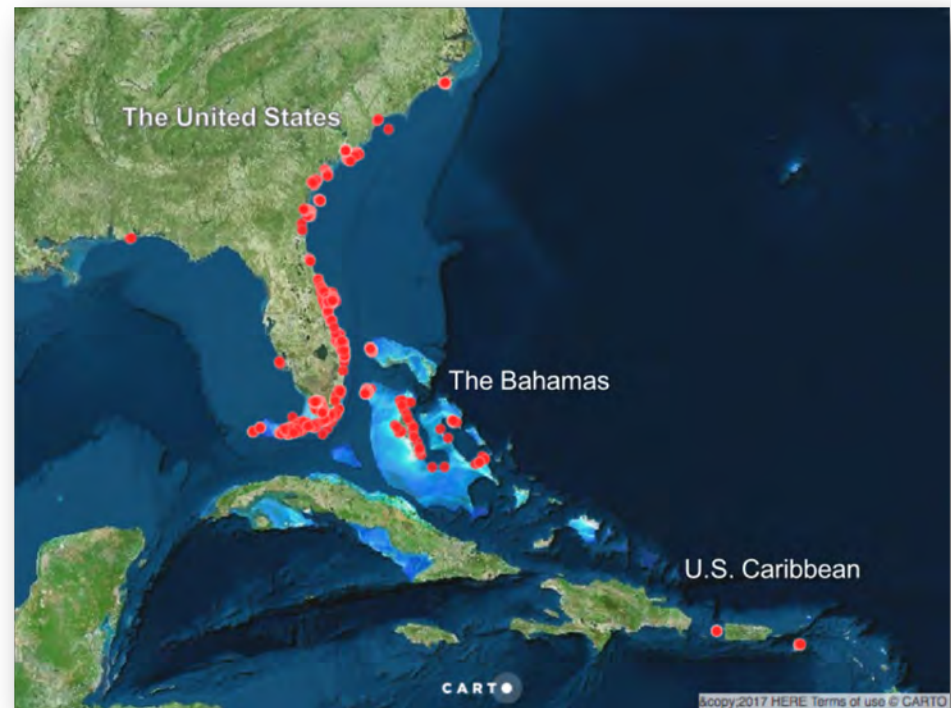 The United States
The Bahamas
U.S. Caribbean
CARTO
&copy;2017 HERE Terms of use © CARTO